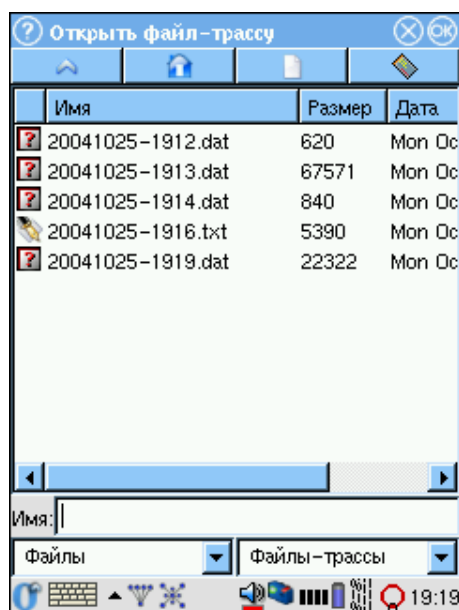 Открыть файл-трассу OK
Имя Размер Дата
20041025-1912.dat 620 Mon Oc
20041025-1913.dat 67571 Mon Oc
20041025-1914.dat 840 Mon Oc
20041025-1916.txt 5390 Mon Oc
20041025-1919.dat 22322 Mon Oc
Имя:
Файлы Файлы-трассы
19:19